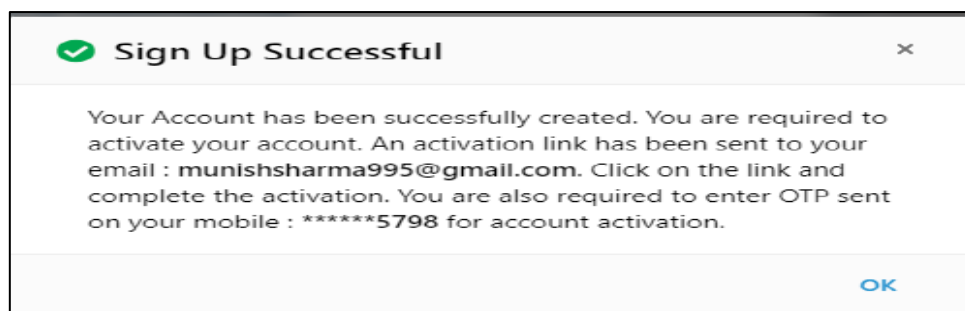 Sign Up Successful
×
Your Account has been successfully created. You are required to
activate your account. An activation link has been sent to your
email : munishsharma995@gmail.com. Click on the link and
complete the activation. You are also required to enter OTP sent
on your mobile : ******5798 for account activation.
OK